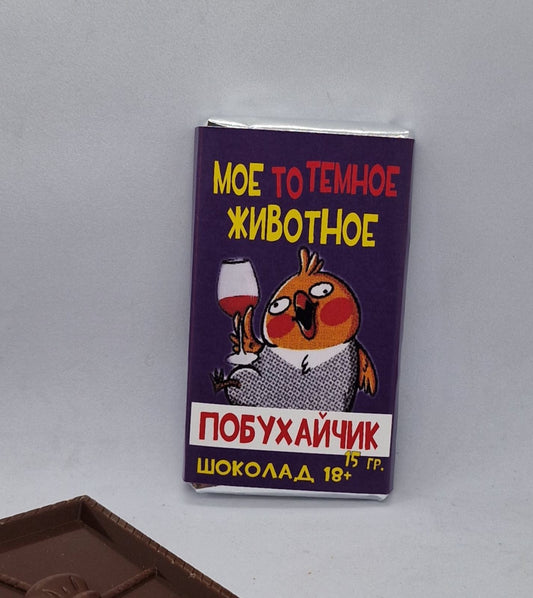 МОЕ ТОТЕМНОЕ
ЖИВОТНОЕ
ПОБУХАЙЧИК
15 ГР.
ШОКОЛАД 18+